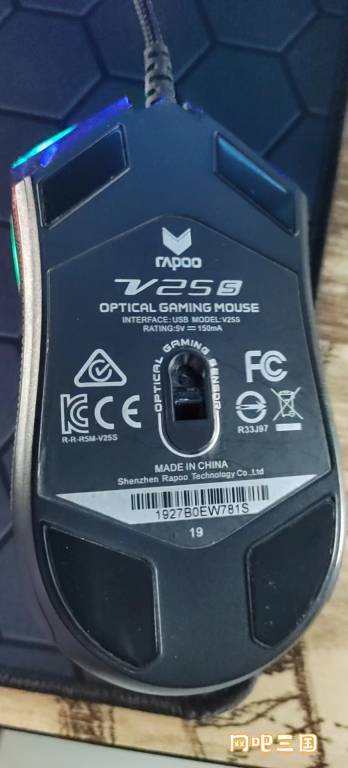 rapoo
V25S
OPTICAL GAMING MOUSE
INTERFACE: USB MODEL:V25S
RATING:5V ⎓ 150mA
OPTICAL GAMING SENSOR
FC
KC CE
R33J97
R-R-RSM-V25S
MADE IN CHINA
Shenzhen Rapoo Technology Co.,Ltd
1927B0EW781S
19
网吧三国